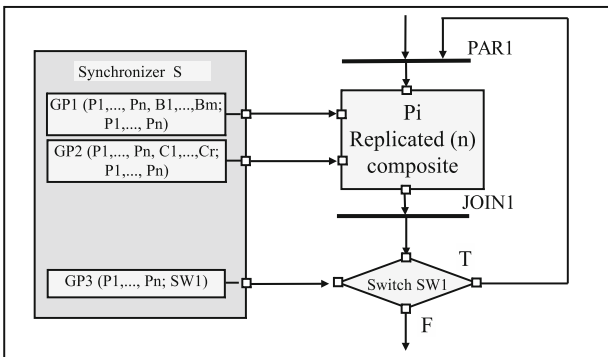 PAR1
Synchronizer S
GP1 (P1,..., Pn, B1,...,Bm;
P1,..., Pn)
Pi
Replicated (n)
composite
GP2 (P1,..., Pn, C1,...,Cr;
P1,..., Pn)
JOIN1
T
GP3 (P1,..., Pn; SW1)
Switch SW1
F